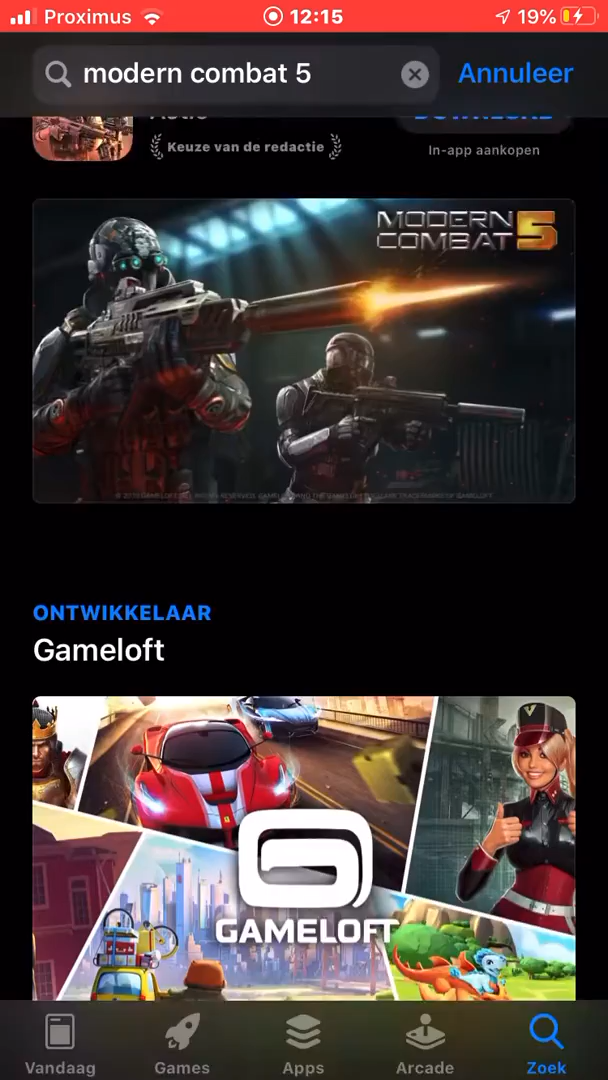 Proximus 12:15 19%
modern combat 5 Annuleer
Keuze van de redactie
In-app aankopen
MODERN
COMBAT 5
ONTWIKKELAAR
Gameloft
GAMELOFT
Vandaag Games Apps Arcade Zoek